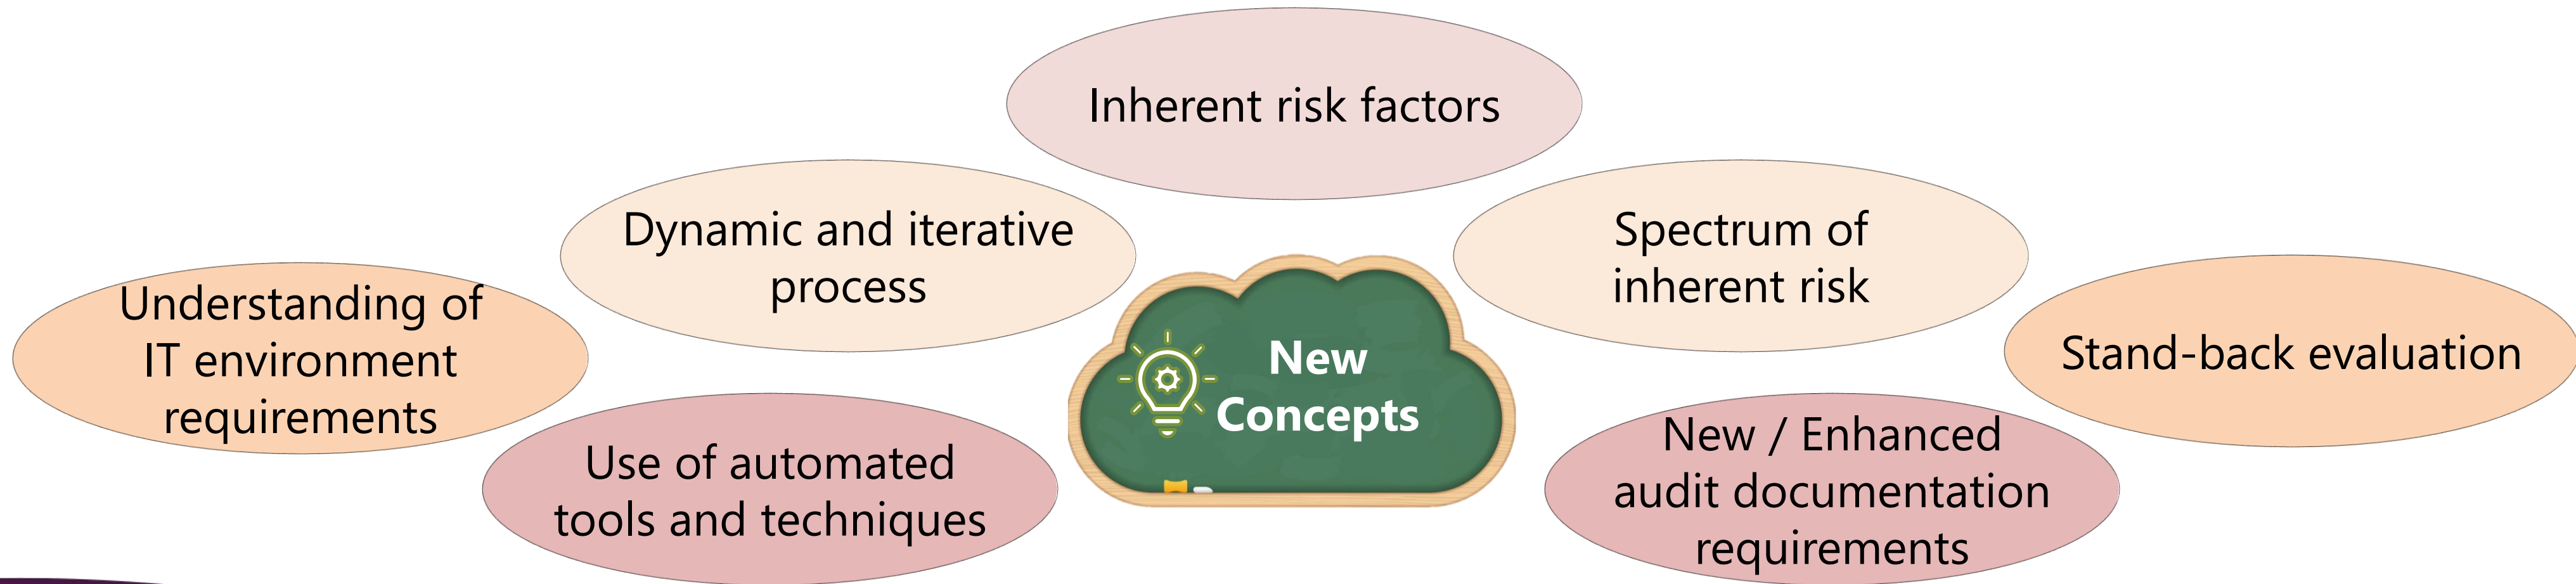 Inherent risk factors
Dynamic and iterative
process
Spectrum of
inherent risk
Understanding of
IT environment
requirements
Stand-back evaluation
New
Concepts
Use of automated
tools and techniques
New / Enhanced
audit documentation
requirements